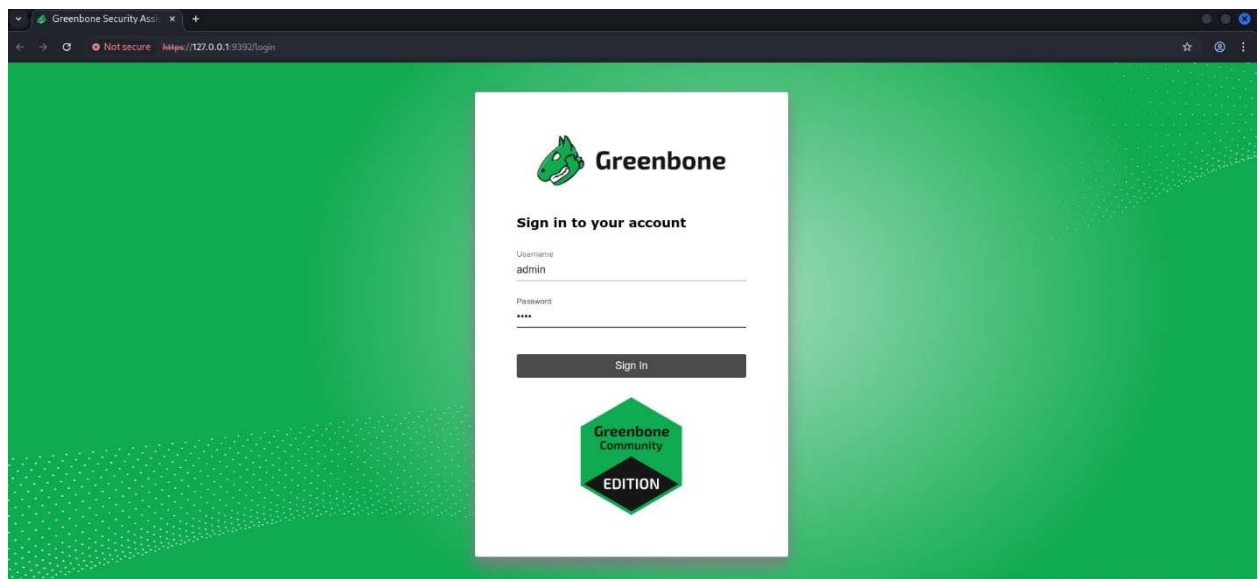 Greenbone Security Assi
Not secure https://127.0.0.1:9392/login
Greenbone
Sign in to your account
Username
admin
Password
••••
Sign In
Greenbone
Community
EDITION